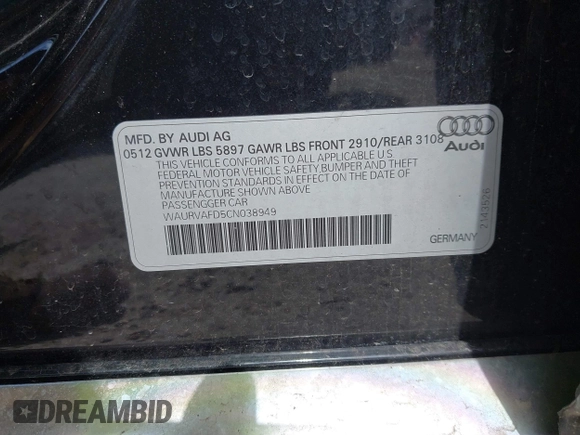 MFD. BY AUDI AG
0512 GVWR LBS 5897 GAWR LBS FRONT 2910/REAR 3108
THIS VEHICLE CONFORMS TO ALL APPLICABLE U S
FEDERAL MOTOR VEHICLE SAFETY,BUMPER AND THEFT
PREVENTION STANDARDS IN EFFECT ON THE DATE OF
MANUFACTURE SHOWN ABOVE
PASSENGGER CAR
WAURVAFD5CN038949
Audi
2143526
GERMANY
DREAMBID